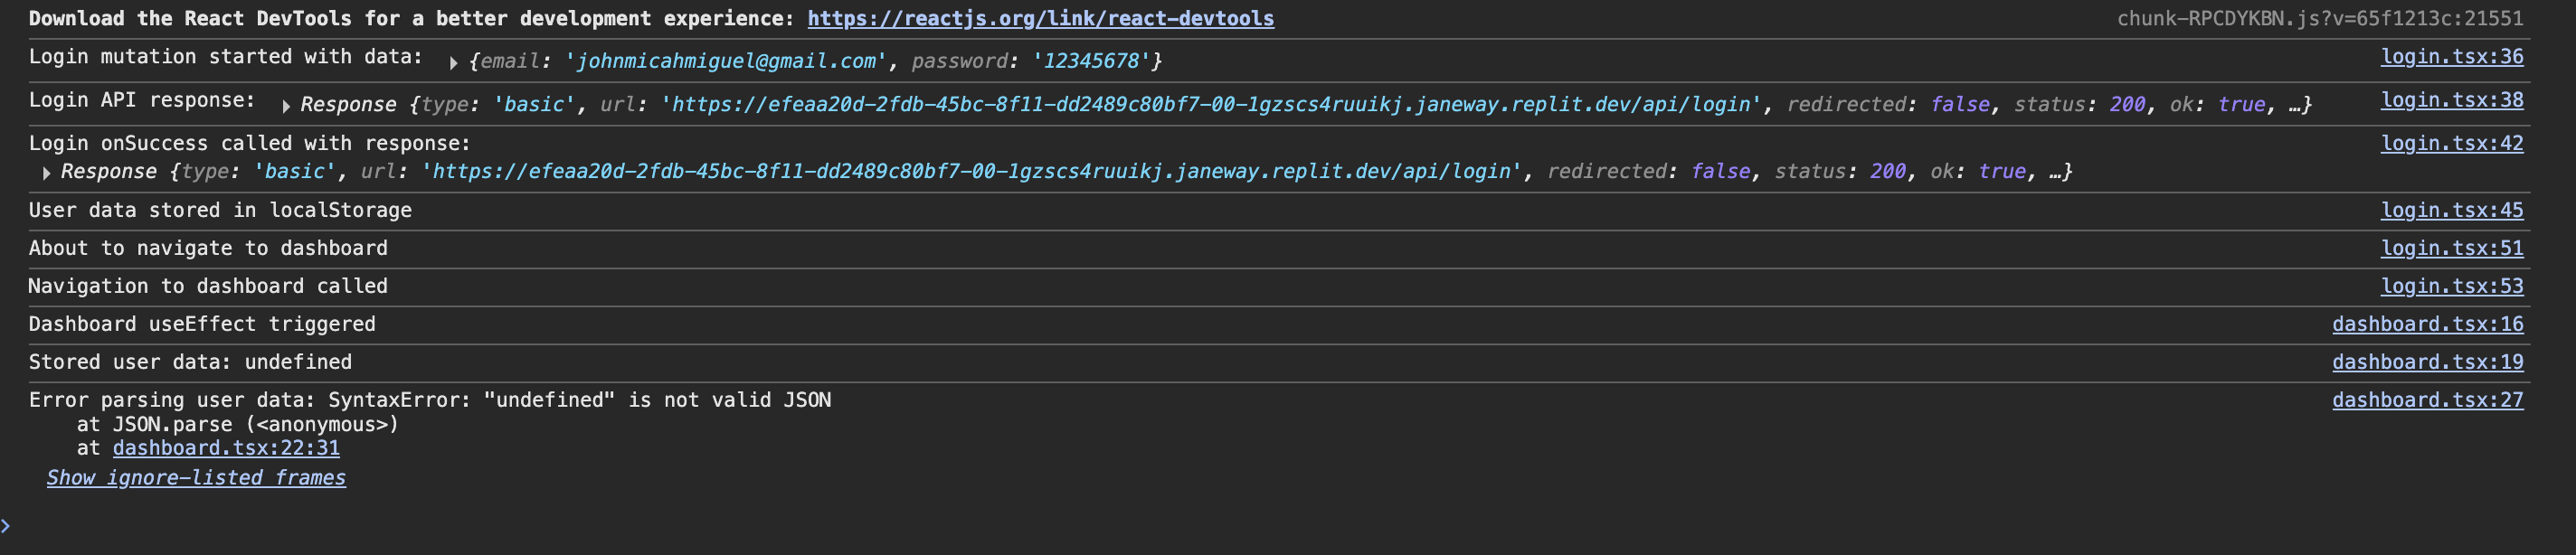 Download the React DevTools for a better development experience: https://reactjs.org/link/react-devtools chunk-RPCDYKBN.js?v=65f1213c:21551
Login mutation started with data: ▸ {email: 'johnmicahmiguel@gmail.com', password: '12345678'} login.tsx:36
Login API response: ▸ Response {type: 'basic', url: 'https://efeaa20d-2fdb-45bc-8f11-dd2489c80bf7-00-1gzscs4ruuikj.janeway.replit.dev/api/login', redirected: false, status: 200, ok: true, …} login.tsx:38
Login onSuccess called with response: login.tsx:42
▸ Response {type: 'basic', url: 'https://efeaa20d-2fdb-45bc-8f11-dd2489c80bf7-00-1gzscs4ruuikj.janeway.replit.dev/api/login', redirected: false, status: 200, ok: true, …}
User data stored in localStorage login.tsx:45
About to navigate to dashboard login.tsx:51
Navigation to dashboard called login.tsx:53
Dashboard useEffect triggered dashboard.tsx:16
Stored user data: undefined dashboard.tsx:19
Error parsing user data: SyntaxError: "undefined" is not valid JSON dashboard.tsx:27
at JSON.parse (<anonymous>)
at dashboard.tsx:22:31
Show ignore-listed frames